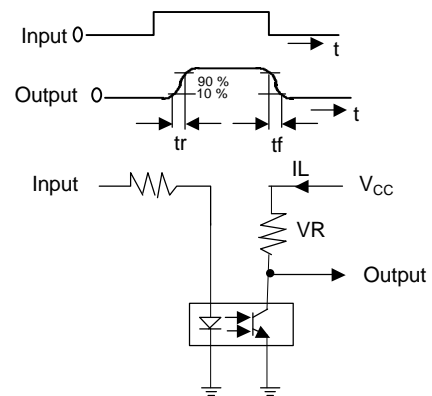 Input 0
t
90 %
10 %
Output 0
t
tr
tf
IL
Input
VCC
VR
Output